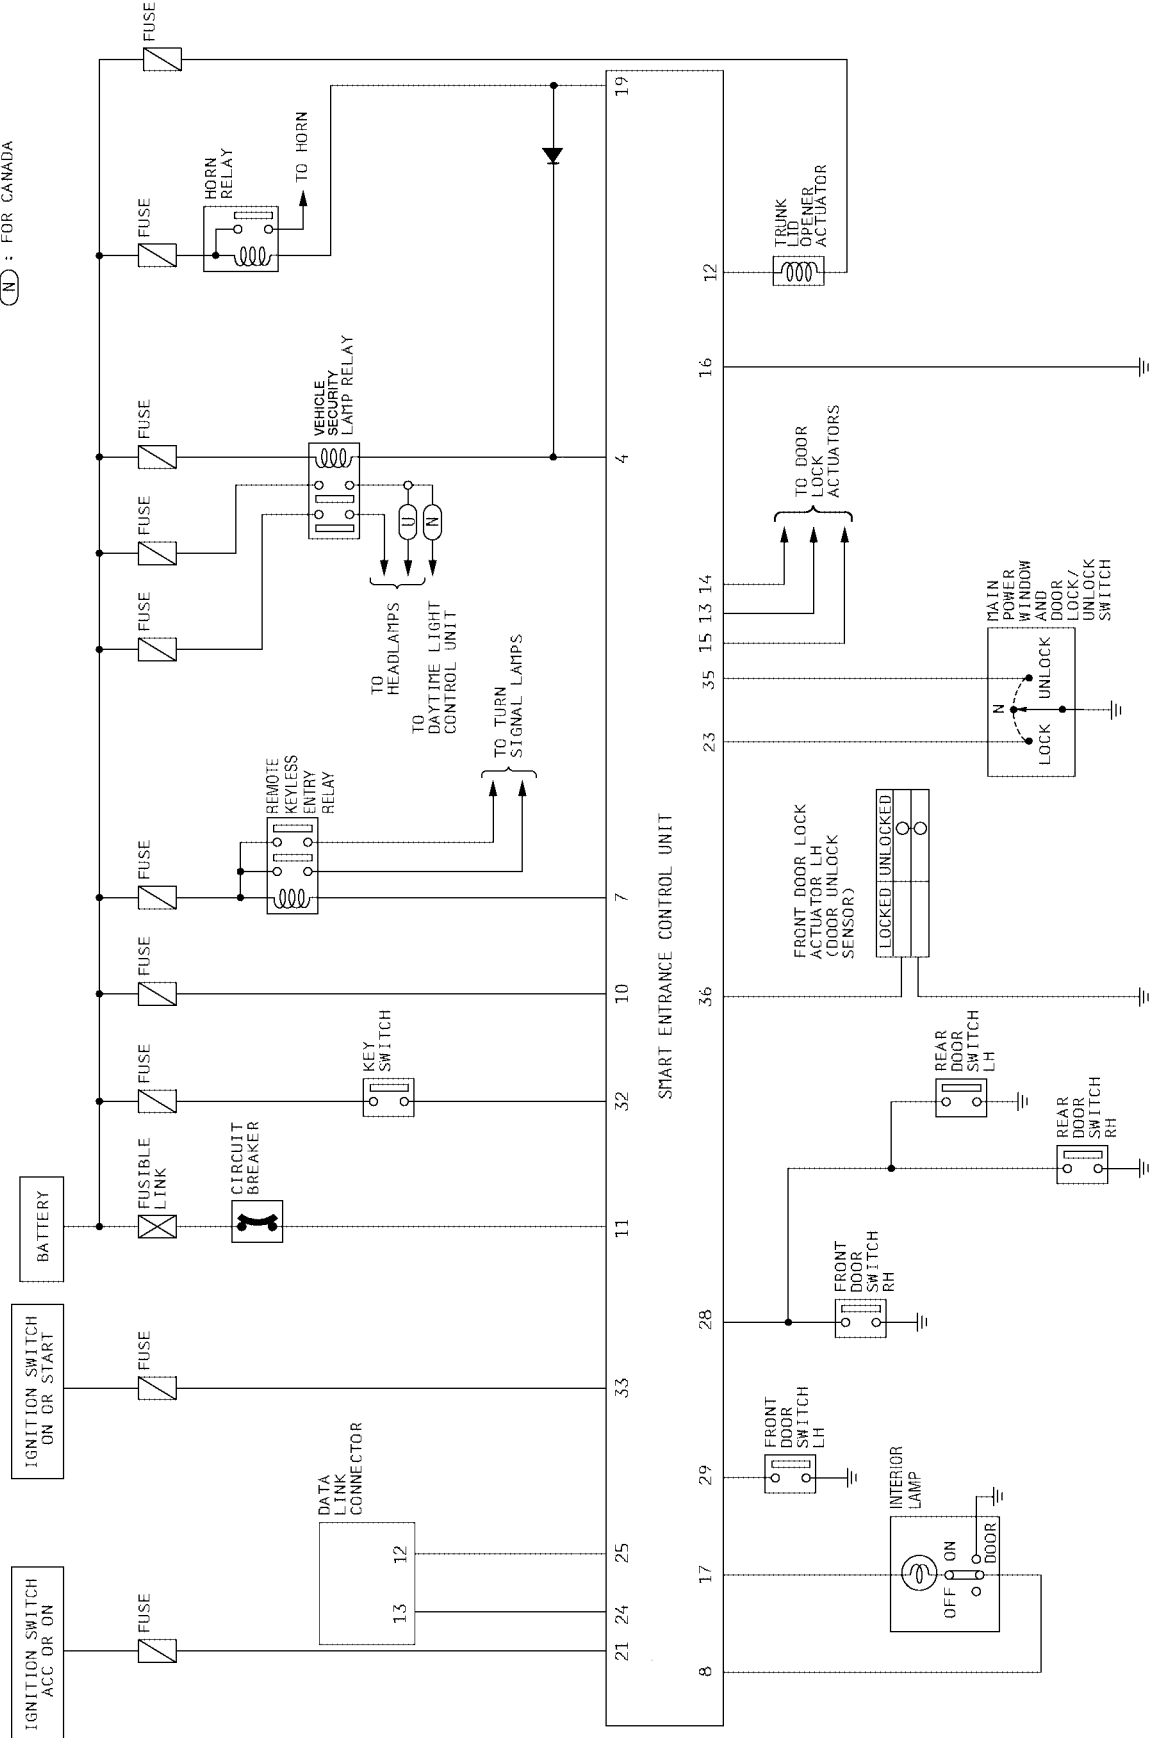 IGNITION SWITCH
ACC OR ON
IGNITION SWITCH
ON OR START
BATTERY
N : FOR CANADA
FUSE
FUSE
FUSIBLE
LINK
FUSE
FUSE
FUSE
FUSE
FUSE
FUSE
FUSE
FUSE
CIRCUIT
BREAKER
HORN
RELAY
TO HORN
DATA
LINK
CONNECTOR
13
12
KEY
SWITCH
REMOTE
KEYLESS
ENTRY
RELAY
VEHICLE
SECURITY
LAMP RELAY
U
N
TO
HEADLAMPS
TO
DAYTIME LIGHT
CONTROL UNIT
TO TURN
SIGNAL LAMPS
21
24
25
33
11
32
10
7
4
19
SMART ENTRANCE CONTROL UNIT
8
17
29
28
36
23
35
15
13
14
16
12
INTERIOR
LAMP
OFF
ON
DOOR
FRONT
DOOR
SWITCH
LH
FRONT
DOOR
SWITCH
RH
REAR
DOOR
SWITCH
LH
REAR
DOOR
SWITCH
RH
FRONT DOOR LOCK
ACTUATOR LH
(DOOR UNLOCK
SENSOR)
LOCKED
UNLOCKED
MAIN
POWER
WINDOW
AND
DOOR
LOCK/
UNLOCK
SWITCH
LOCK
N
UNLOCK
TO DOOR
LOCK
ACTUATORS
TRUNK
LID
OPENER
ACTUATOR